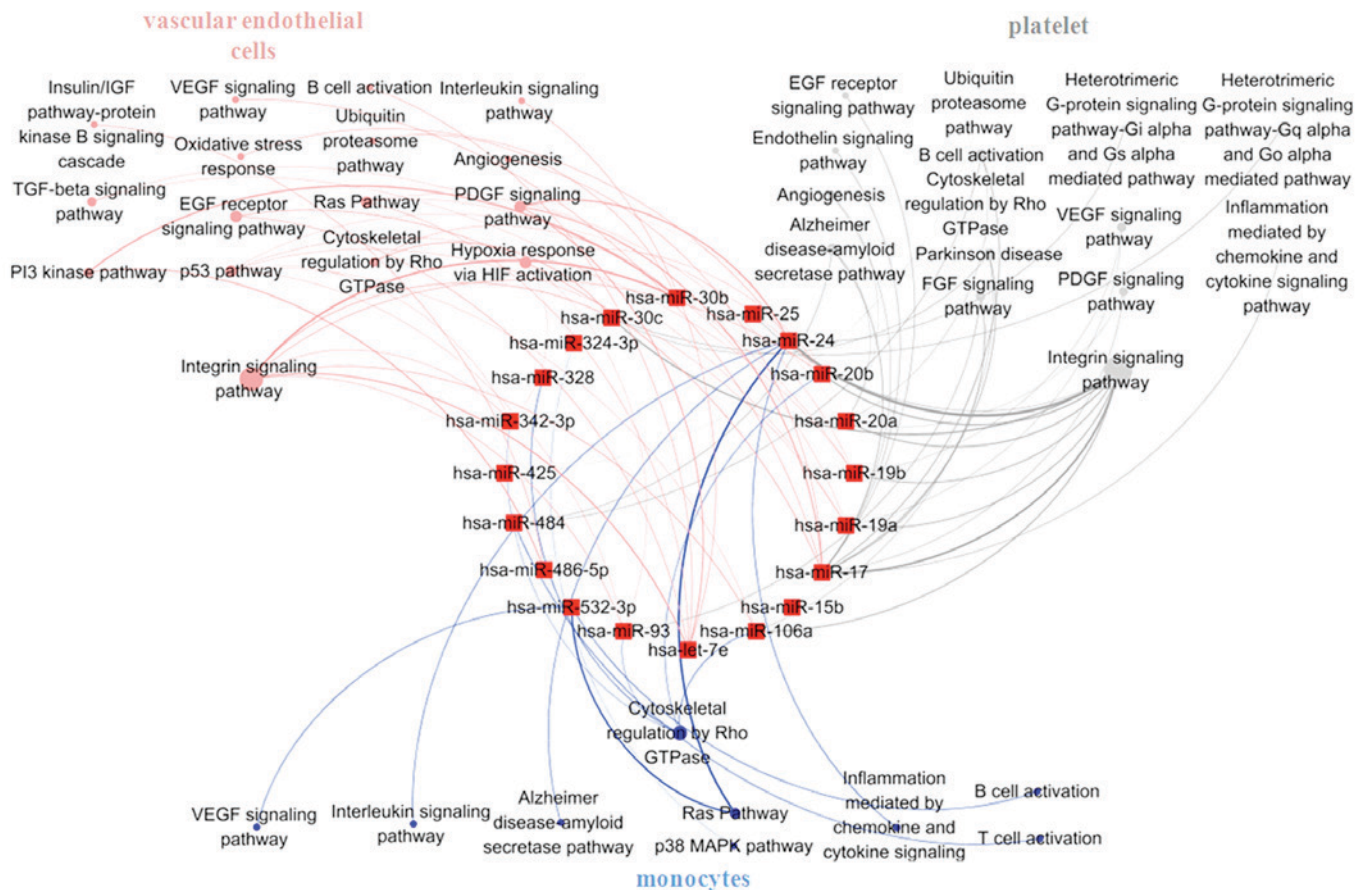 vascular endothelial
cells
platelet
Insulin/IGF
pathway-protein
kinase B signaling
cascade
VEGF signaling
pathway
B cell activation
Interleukin signaling
pathway
Oxidative stress
response
Ubiquitin
proteasome
pathway
Angiogenesis
TGF-beta signaling
pathway
EGF receptor
signaling pathway
Ras Pathway
PDGF signaling
pathway
PI3 kinase pathway
p53 pathway
Cytoskeletal
regulation by Rho
GTPase
Hypoxia response
via HIF activation
Integrin signaling
pathway
EGF receptor
signaling pathway
Endothelin signaling
pathway
Angiogenesis
Alzheimer
disease-amyloid
secretase pathway
Ubiquitin
proteasome
pathway
B cell activation
Cytoskeletal
regulation by Rho
GTPase
Parkinson disease
FGF signaling
pathway
Heterotrimeric
G-protein signaling
pathway-Gi alpha
and Gs alpha
mediated pathway
VEGF signaling
pathway
PDGF signaling
pathway
Integrin signaling
pathway
Heterotrimeric
G-protein signaling
pathway-Gq alpha
and Go alpha
mediated pathway
Inflammation
mediated by
chemokine and
cytokine signaling
pathway
hsa-miR-30b
hsa-miR-30c
hsa-miR-25
hsa-miR-324-3p
hsa-miR-24
hsa-miR-328
hsa-miR-20b
hsa-miR-342-3p
hsa-miR-20a
hsa-miR-425
hsa-miR-19b
hsa-miR-484
hsa-miR-19a
hsa-miR-486-5p
hsa-miR-17
hsa-miR-532-3p
hsa-miR-15b
hsa-miR-93
hsa-miR-106a
hsa-let-7e
Cytoskeletal
regulation by Rho
GTPase
VEGF signaling
pathway
Interleukin signaling
pathway
Alzheimer
disease-amyloid
secretase pathway
Ras Pathway
p38 MAPK pathway
Inflammation
mediated by
chemokine and
cytokine signaling
B cell activation
T cell activation
monocytes